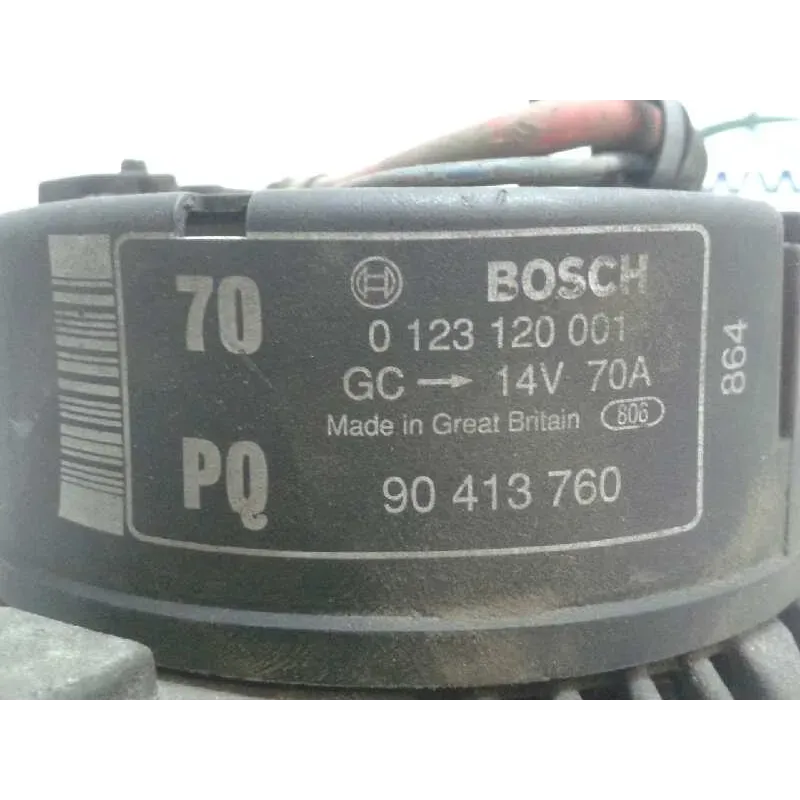 70
BOSCH
0 123 120 001
GC → 14V 70A
Made in Great Britain 806
PQ
90 413 760
864